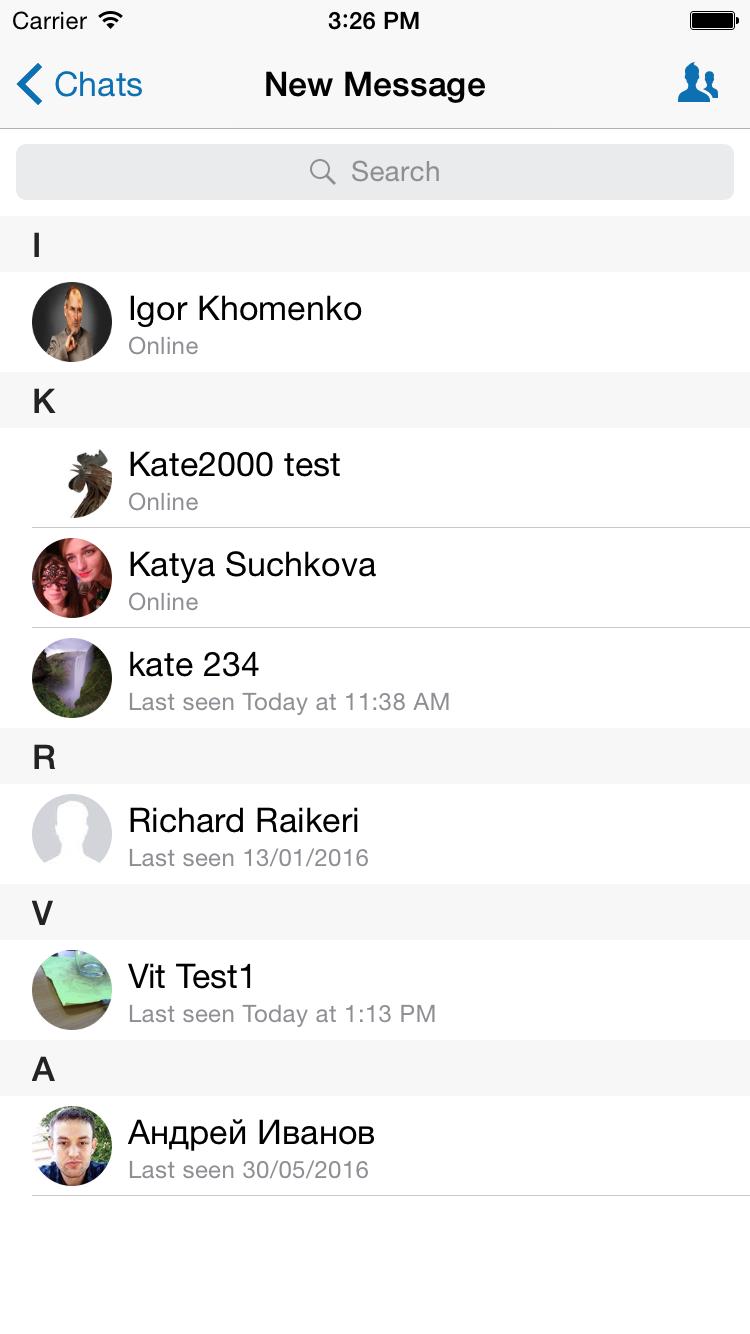 Carrier 3:26 PM
Chats New Message
Search
I
Igor Khomenko
Online
K
Kate2000 test
Online
Katya Suchkova
Online
kate 234
Last seen Today at 11:38 AM
R
Richard Raikeri
Last seen 13/01/2016
V
Vit Test1
Last seen Today at 1:13 PM
А
Андрей Иванов
Last seen 30/05/2016